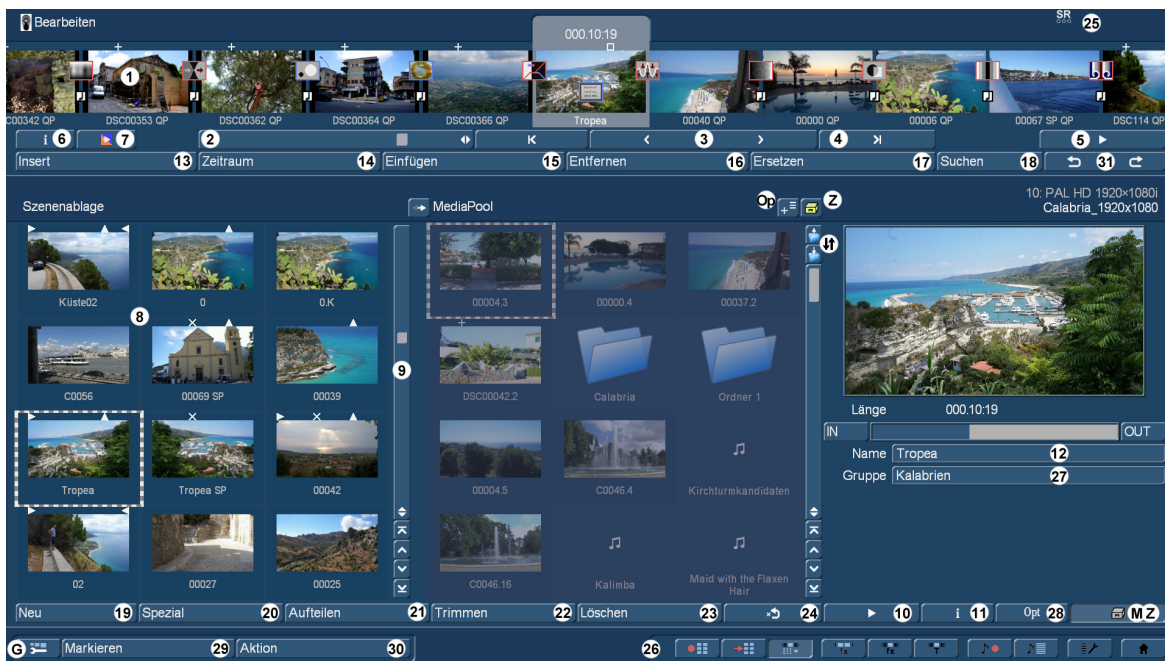 Bearbeiten
SR
25
000.10:19
1
C00342 QP DSC00353 QP DSC00362 QP DSC00364 QP DSC00366 QP Tropea 00040 QP 00000 QP 00006 QP 00067 SP QP DSC114 QP
i 6 7 2 3 4 5
Insert 13 Zeitraum 14 Einfügen 15 Entfernen 16 Ersetzen 17 Suchen 18 31
10: PAL HD 1920×1080i
Szenenablage MediaPool Op Z Calabria_1920x1080
Küste02 0 0.K 00004.3 00000.4 00037.2
8
9
C0056 00069 SP 00039 DSC00042.2 Calabria Ordner 1
Länge 000.10:19
IN OUT
Name Tropea 12
Gruppe Kalabrien 27
Tropea Tropea SP 00042 00004.5 C0046.4 Kirchturmkandidaten
02 00027 00025 C0046.16 Kalimba Maid with the Flaxen
Hair
Neu 19 Spezial 20 Aufteilen 21 Trimmen 22 Löschen 23 24 10 i 11 Opt 28 M Z
G Markieren 29 Aktion 30 26 fx fx T